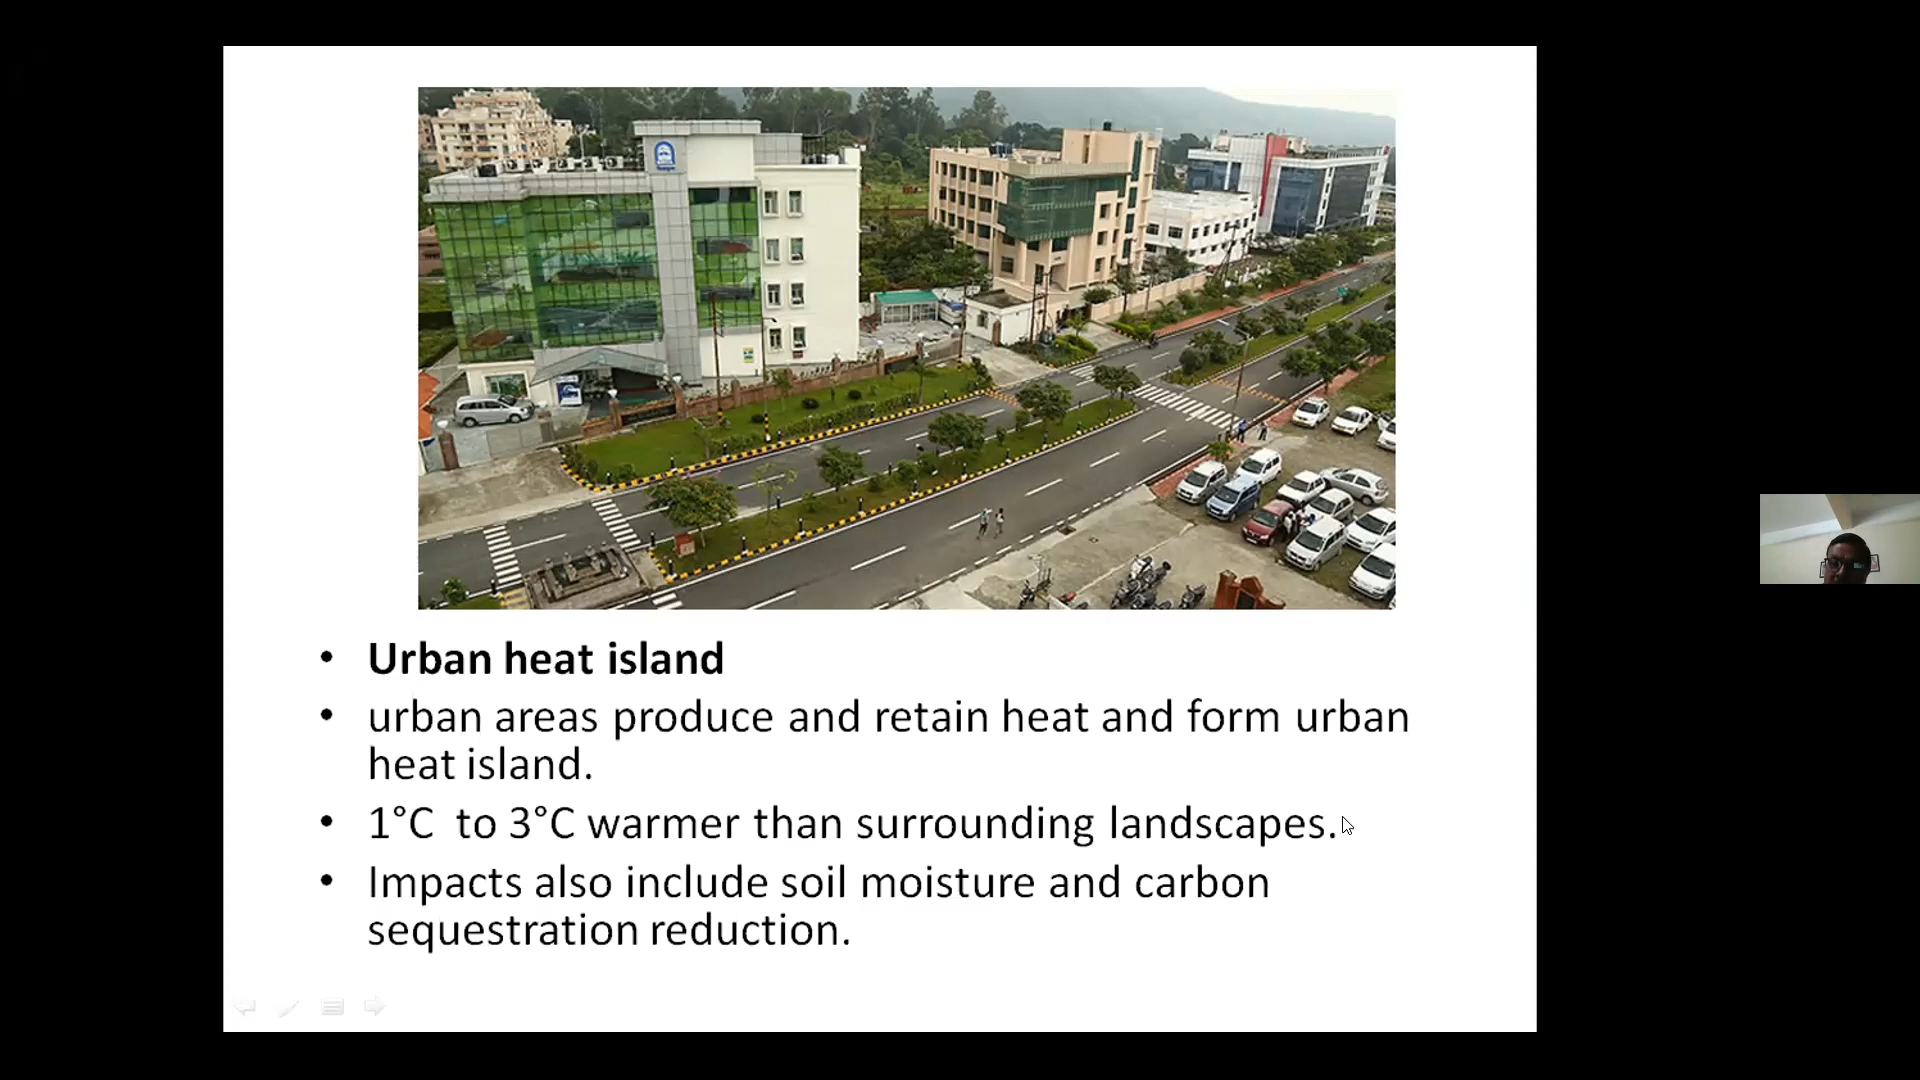 • Urban heat island
• urban areas produce and retain heat and form urban
heat island.
• 1°C to 3°C warmer than surrounding landscapes.
• Impacts also include soil moisture and carbon
sequestration reduction.